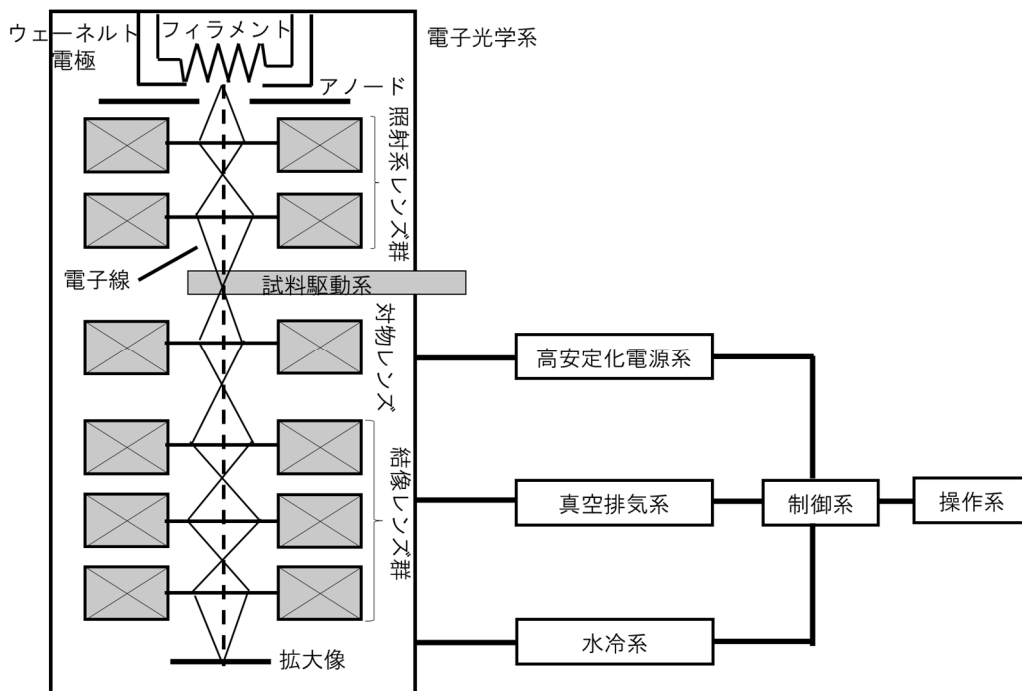 ウェーネルト
電極
フィラメント
電子光学系
アノード
照射系レンズ群
電子線
試料駆動系
対物レンズ
高安定化電源系
結像レンズ群
真空排気系
制御系
操作系
水冷系
拡大像